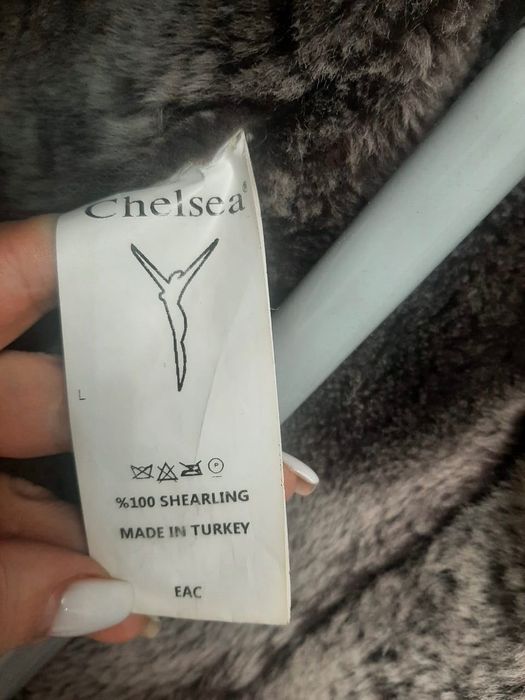 Chelsea®
L
P
%100 SHEARLING
MADE IN TURKEY
EAC